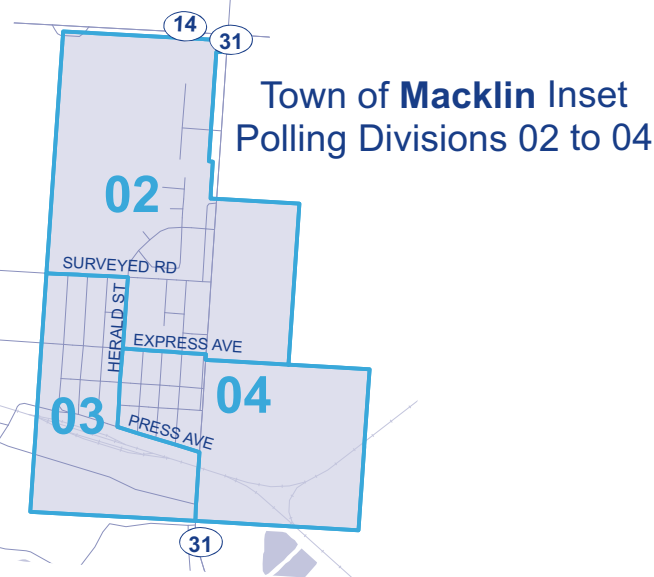 14
31
Town of Macklin Inset
Polling Divisions 02 to 04
02
SURVEYED RD
HERALD ST
EXPRESS AVE
04
03
PRESS AVE
31